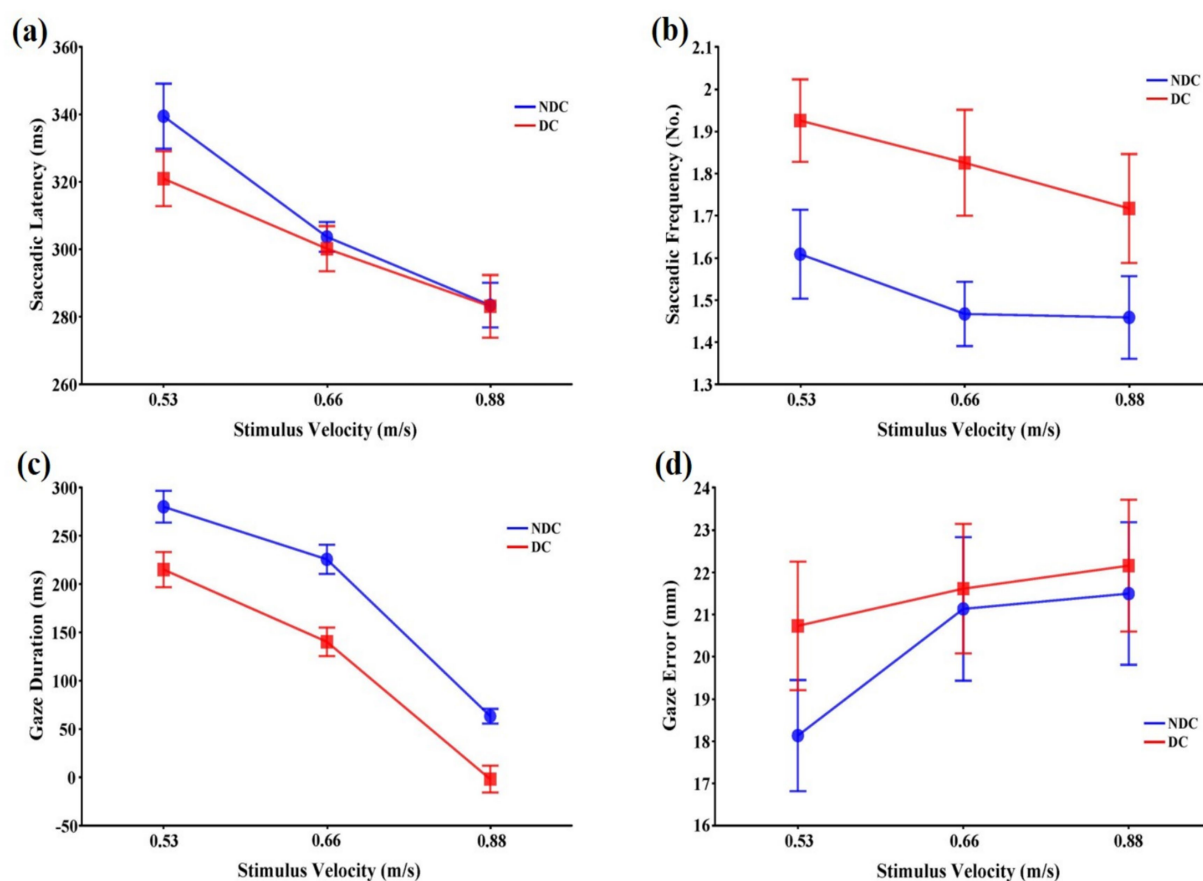 (a)
360
340
320
300
280
260
Saccadic Latency (ms)
NDC
DC
0.53 0.66 0.88
Stimulus Velocity (m/s)
(b)
2.1
2
1.9
1.8
1.7
1.6
1.5
1.4
1.3
Saccadic Frequency (No.)
NDC
DC
0.53 0.66 0.88
Stimulus Velocity (m/s)
(c)
300
250
200
150
100
50
0
-50
Gaze Duration (ms)
NDC
DC
0.53 0.66 0.88
Stimulus Velocity (m/s)
(d)
24
23
22
21
20
19
18
17
16
Gaze Error (mm)
NDC
DC
0.53 0.66 0.88
Stimulus Velocity (m/s)